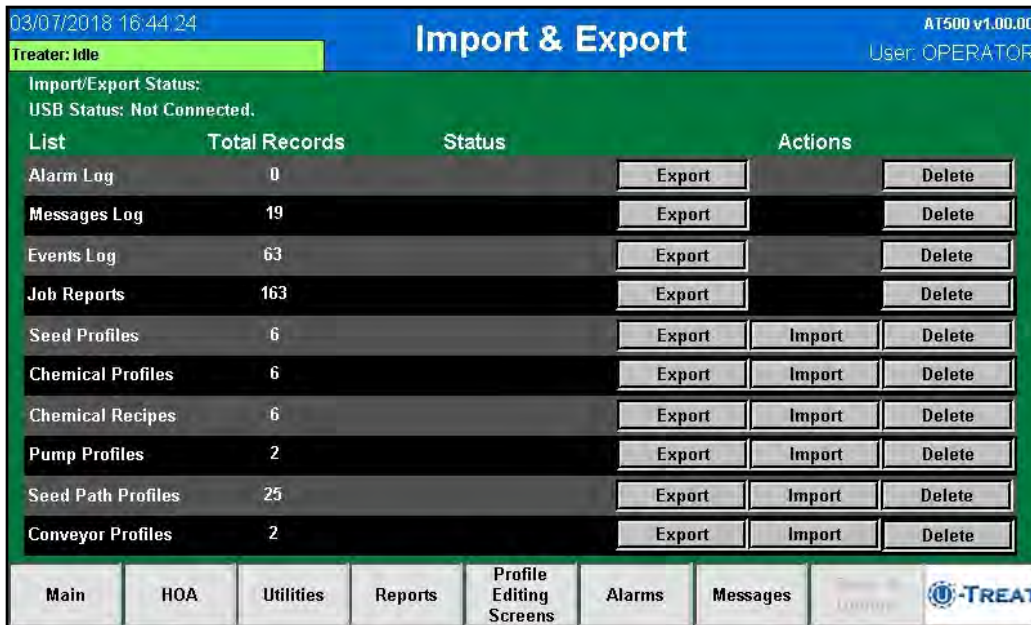 03/07/2018 16:44:24
Import & Export
AT500 v1.00.00
Treater: Idle
User: OPERATOR
Import/Export Status:
USB Status: Not Connected.
List Total Records Status Actions
Alarm Log 0 Export Delete
Messages Log 19 Export Delete
Events Log 63 Export Delete
Job Reports 163 Export Delete
Seed Profiles 6 Export Import Delete
Chemical Profiles 6 Export Import Delete
Chemical Recipes 6 Export Import Delete
Pump Profiles 2 Export Import Delete
Seed Path Profiles 25 Export Import Delete
Conveyor Profiles 2 Export Import Delete
Main HOA Utilities Reports Profile Editing Screens Alarms Messages U-TREAT